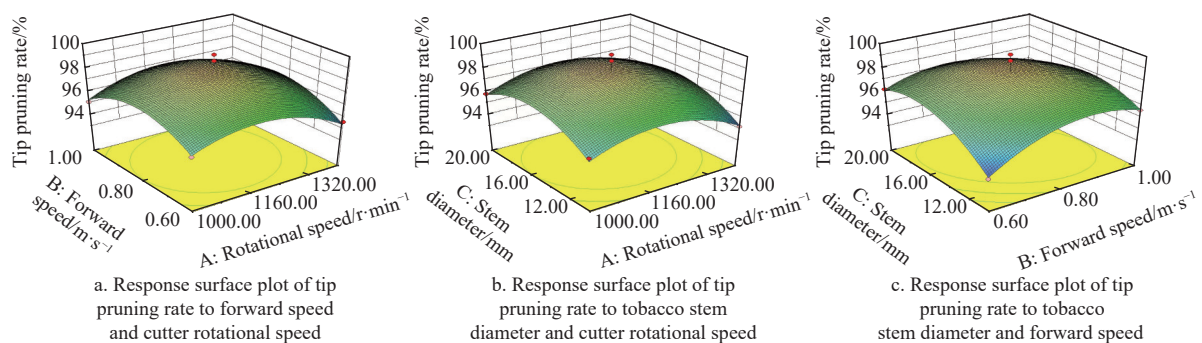 Tip pruning rate/%
100
98
96
94
1.00
0.80
0.60
B: Forward
speed/m·s⁻¹
1000.00
1160.00
1320.00
A: Rotational speed/r·min⁻¹
a. Response surface plot of tip
pruning rate to forward speed
and cutter rotational speed
Tip pruning rate/%
100
98
96
94
20.00
16.00
12.00
C: Stem
diameter/mm
1000.00
1160.00
1320.00
A: Rotational speed/r·min⁻¹
b. Response surface plot of tip
pruning rate to tobacco stem
diameter and cutter rotational speed
Tip pruning rate/%
100
98
96
94
20.00
16.00
12.00
C: Stem
diameter/mm
0.60
0.80
1.00
B: Forward speed/m·s⁻¹
c. Response surface plot of tip
pruning rate to tobacco
stem diameter and forward speed